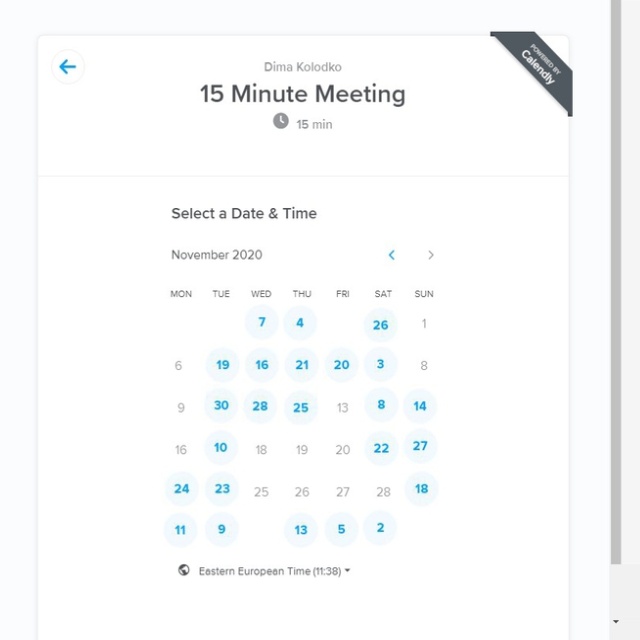 POWERED BY
Calendly
Dima Kolodko
15 Minute Meeting
15 min
Select a Date & Time
November 2020
MON TUE WED THU FRI SAT SUN
7 4 26 1
6 19 16 21 20 3 8
9 30 28 25 13 8 14
16 10 18 19 20 22 27
24 23 25 26 27 28 18
11 9 13 5 2
Eastern European Time (11:38)